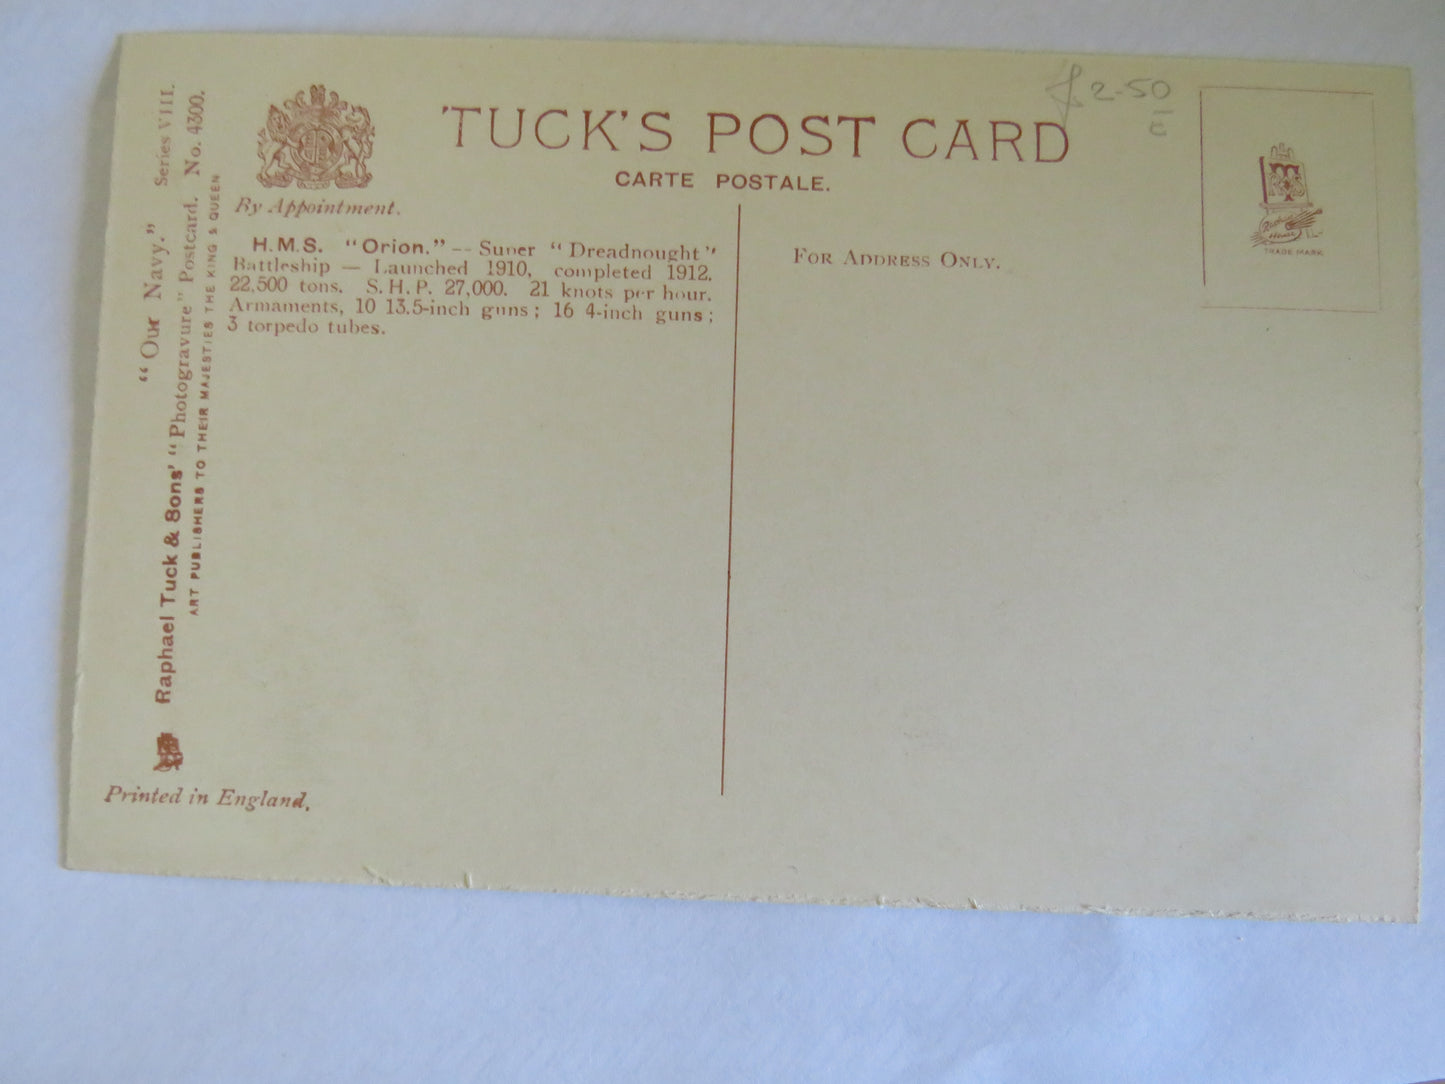 TUCK'S POST CARD
CARTE POSTALE.
By Appointment.
£2-50
H.M.S. "Orion." -- Super "Dreadnought"
Battleship — Launched 1910, completed 1912.
22,500 tons. S.H.P. 27,000. 21 knots per hour.
Armaments, 10 13.5-inch guns; 16 4-inch guns;
3 torpedo tubes.
FOR ADDRESS ONLY.
TRADE MARK
"Our Navy." Series VIII.
Raphael Tuck & Sons' "Photogravure" Postcard. No. 4300.
ART PUBLISHERS TO THEIR MAJESTIES THE KING & QUEEN
Printed in England.